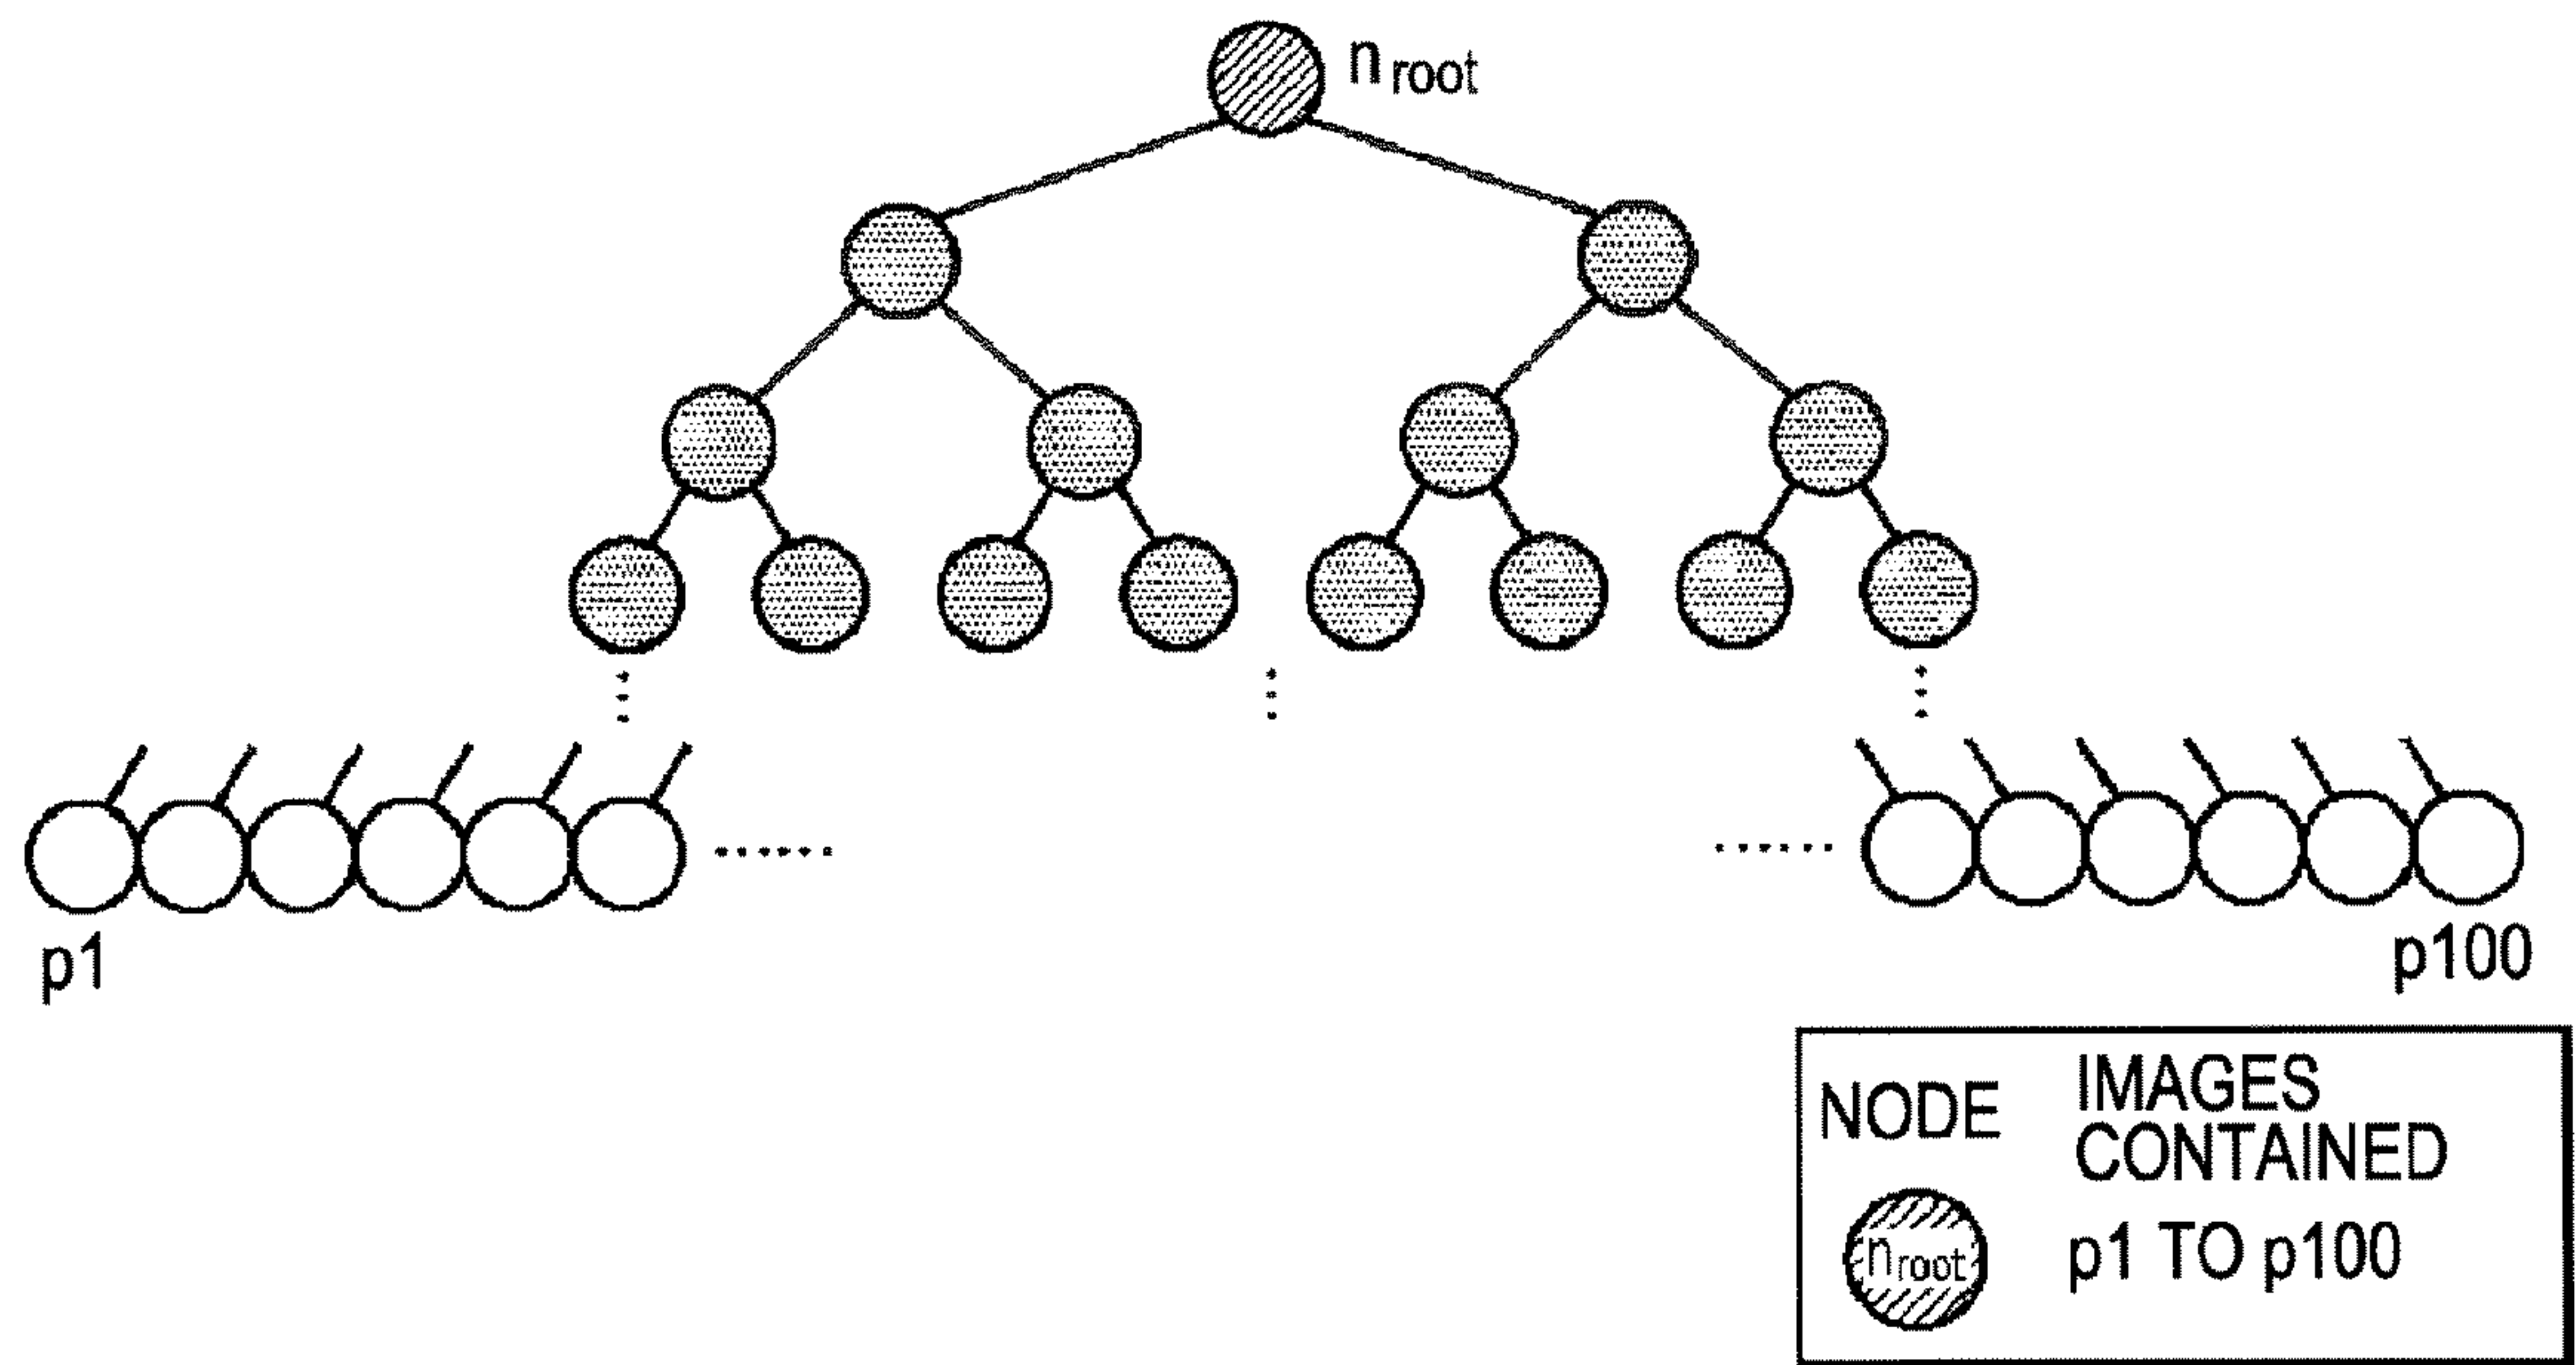 n root
p1
p100
NODE
IMAGES
CONTAINED
n root
p1 TO p100